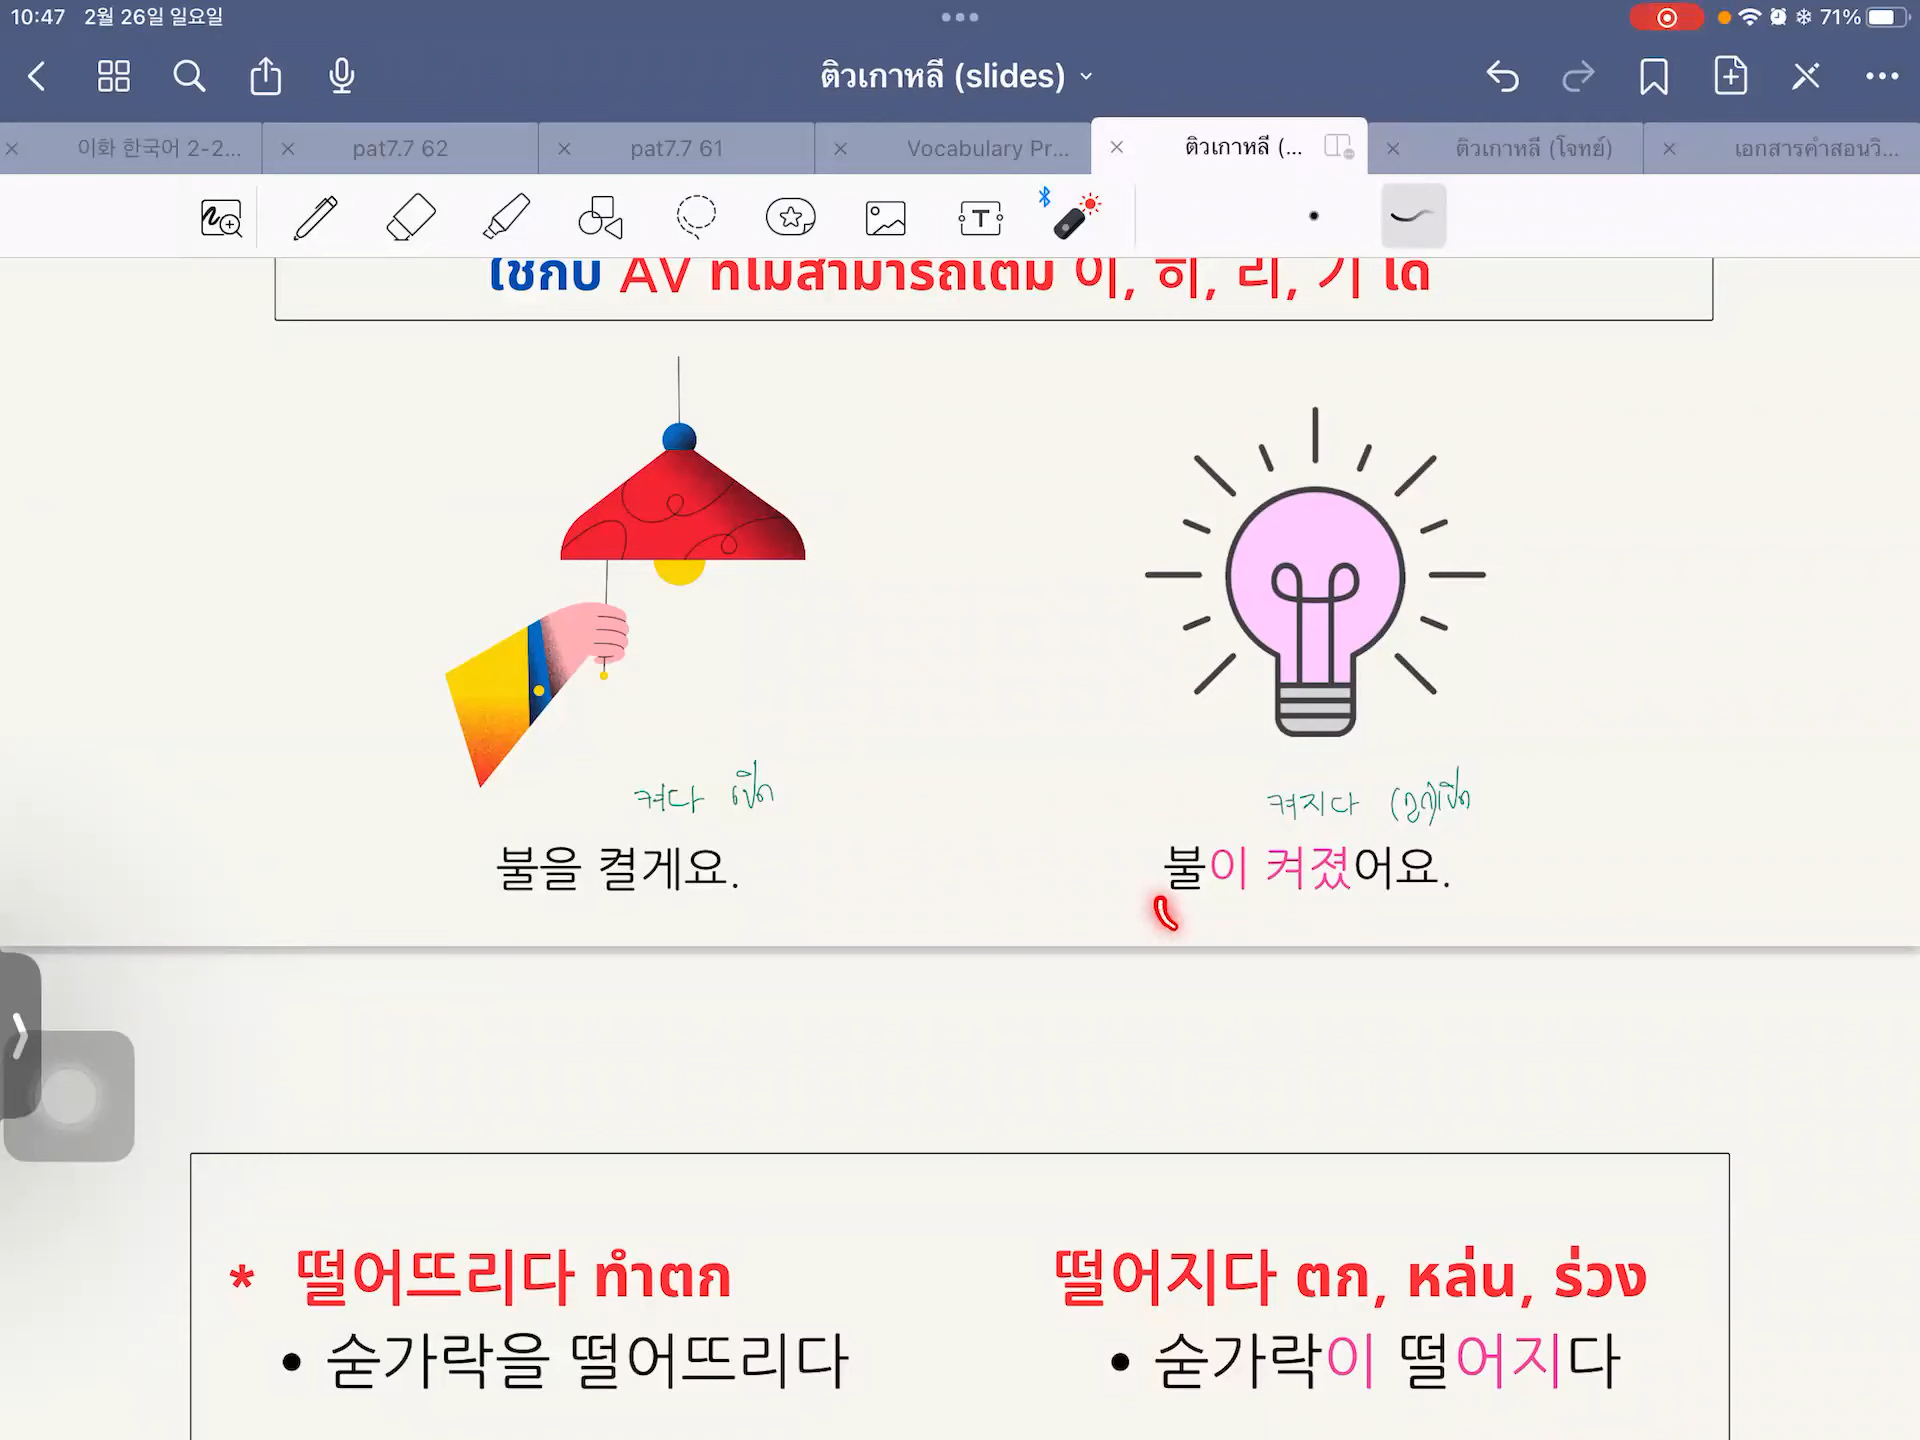 10:47 2월 26일 일요일
71%
ติวเกาหลี (slides)
이화 한국어 2-2...
pat7.7 62
pat7.7 61
Vocabulary Pr...
ติวเกาหลี (...
ติวเกาหลี (โจทย์)
เอกสารคำสอนวิ...
T
ใช้กับ AV ที่ไม่สามารถเติม 이, 히, 리, 기 ได้
켜다 เปิด
켜지다 (ถูก)เปิด
불을 켤게요.
불이 켜졌어요.
* 떨어뜨리다 ทำตก
떨어지다 ตก, หล่น, ร่วง
• 숟가락을 떨어뜨리다
• 숟가락이 떨어지다